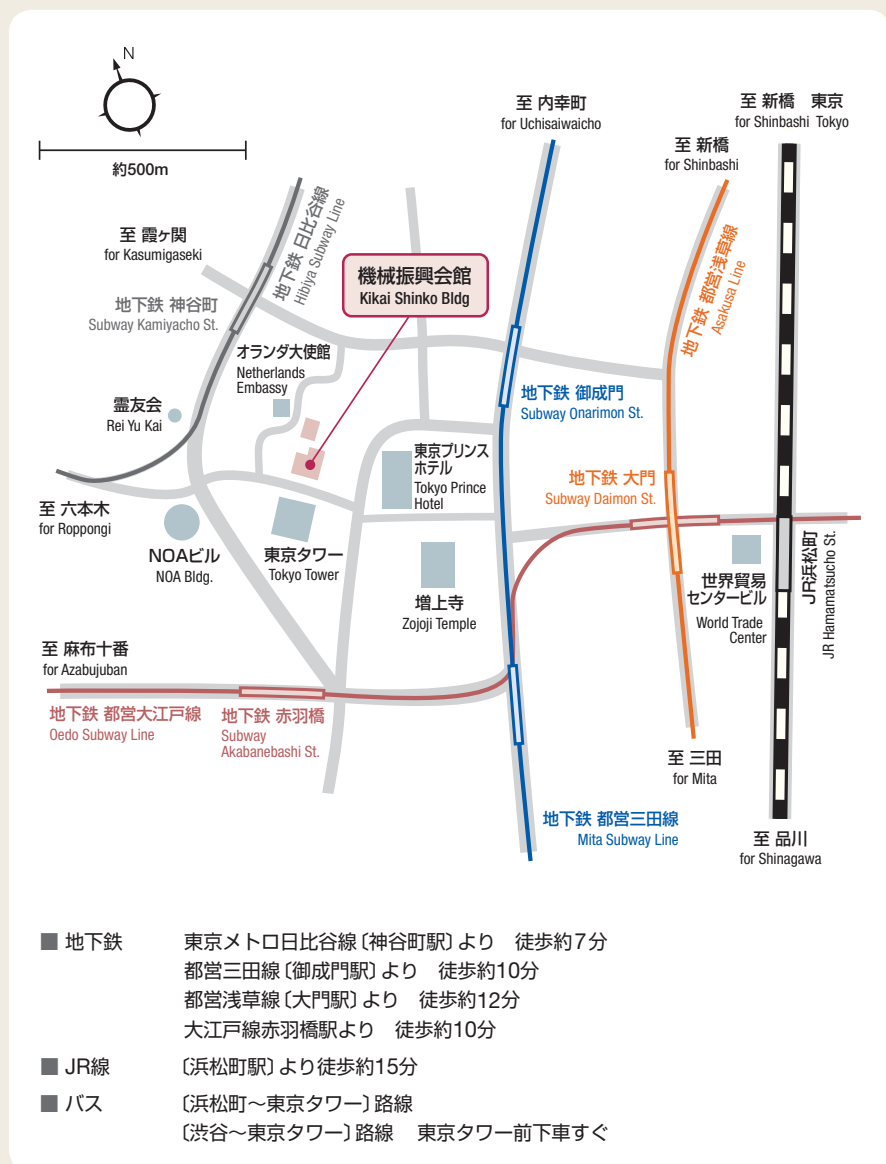 N
約500m
至 内幸町
for Uchisaiwaicho
至 新橋 東京
for Shinbashi Tokyo
至 新橋
for Shinbashi
至 霞ヶ関
for Kasumigaseki
地下鉄 日比谷線
Hibiya Subway Line
機械振興会館
Kikai Shinko Bldg
地下鉄 都営浅草線
Asakusa Line
地下鉄 神谷町
Subway Kamiyacho St.
オランダ大使館
Netherlands
Embassy
地下鉄 御成門
Subway Onarimon St.
霊友会
Rei Yu Kai
東京プリンス
ホテル
Tokyo Prince
Hotel
地下鉄 大門
Subway Daimon St.
至 六本木
for Roppongi
NOAビル
NOA Bldg.
東京タワー
Tokyo Tower
増上寺
Zojoji Temple
世界貿易
センタービル
World Trade
Center
JR浜松町
JR Hamamatsucho St.
至 麻布十番
for Azabujuban
地下鉄 都営大江戸線
Oedo Subway Line
地下鉄 赤羽橋
Subway
Akabanebashi St.
至 三田
for Mita
地下鉄 都営三田線
Mita Subway Line
至 品川
for Shinagawa
■ 地下鉄 東京メトロ日比谷線〔神谷町駅〕より 徒歩約7分
都営三田線〔御成門駅〕より 徒歩約10分
都営浅草線〔大門駅〕より 徒歩約12分
大江戸線赤羽橋駅より 徒歩約10分
■ JR線 〔浜松町駅〕より徒歩約15分
■ バス 〔浜松町〜東京タワー〕路線
〔渋谷〜東京タワー〕路線 東京タワー前下車すぐ